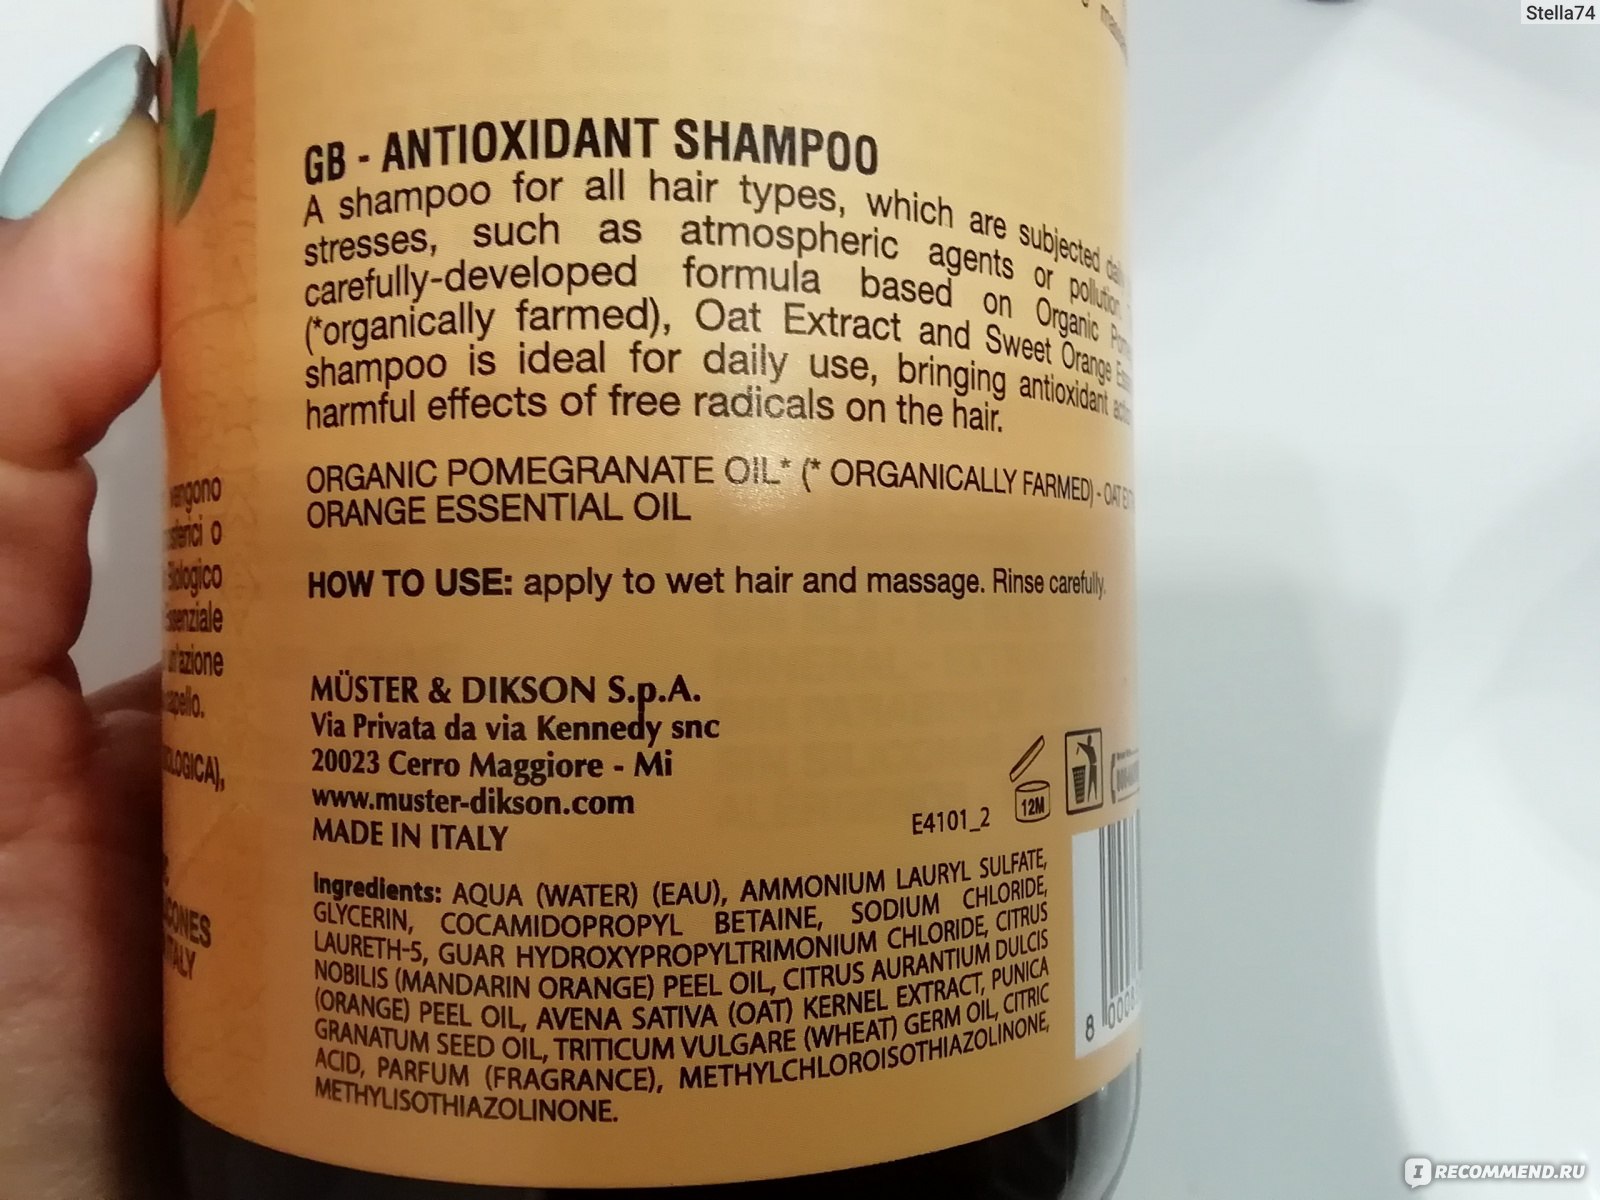 Stella74
GB - ANTIOXIDANT SHAMPOO
A shampoo for all hair types, which are subjected
stresses, such as atmospheric agents or pollution.
carefully-developed formula based on Organic
(*organically farmed), Oat Extract and Sweet Orange
shampoo is ideal for daily use, bringing antioxidant
harmful effects of free radicals on the hair.
ORGANIC POMEGRANATE OIL* (* ORGANICALLY FARMED) - OAT
ORANGE ESSENTIAL OIL
HOW TO USE: apply to wet hair and massage. Rinse carefully.
MÜSTER & DIKSON S.p.A.
Via Privata da via Kennedy snc
20023 Cerro Maggiore - Mi
www.muster-dikson.com
MADE IN ITALY
E4101_2
12M
Ingredients: AQUA (WATER) (EAU), AMMONIUM LAURYL SULFATE,
GLYCERIN, COCAMIDOPROPYL BETAINE, SODIUM CHLORIDE,
LAURETH-5, GUAR HYDROXYPROPYLTRIMONIUM CHLORIDE, CITRUS
NOBILIS (MANDARIN ORANGE) PEEL OIL, CITRUS AURANTIUM DULCIS
(ORANGE) PEEL OIL, AVENA SATIVA (OAT) KERNEL EXTRACT, PUNICA
GRANATUM SEED OIL, TRITICUM VULGARE (WHEAT) GERM OIL, CITRIC
ACID, PARFUM (FRAGRANCE), METHYLCHLOROISOTHIAZOLINONE,
METHYLISOTHIAZOLINONE.
IRECOMMEND.RU